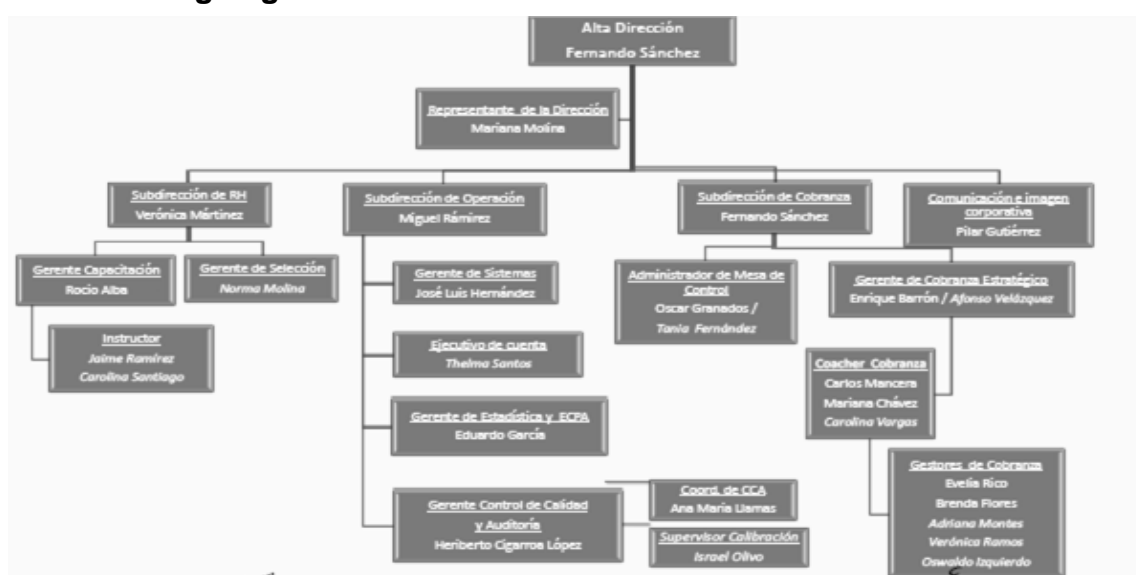 Alta Dirección
Fernando Sánchez
Representante de la Dirección
Mariana Molina
Subdirección de RH
Verónica Mártinez
Subdirección de Operación
Miguel Rámirez
Subdirección de Cobranza
Fernando Sánchez
Comunicación e imagen
corporativa
Pilar Gutiérrez
Gerente Capacitación
Rocio Alba
Gerente de Selección
Norma Molina
Gerente de Sistemas
José Luis Hernández
Administrador de Mesa de
Control
Oscar Granados /
Tania Fernández
Gerente de Cobranza Estratégico
Enrique Barrón / Afonso Velázquez
Instructor
Jaime Ramírez
Carolina Santiago
Ejecutivo de cuenta
Thelma Santos
Coacher Cobranza
Carlos Mancera
Mariana Chávez
Carolina Vargas
Gerente de Estadística y ECPA
Eduardo García
Gerente Control de Calidad
y Auditoría
Heriberto Cigarroa López
Coord. de CCA
Ana María Llamas
Supervisor Calibración
Israel Olivo
Gestores de Cobranza
Evelia Rico
Brenda Flores
Adriana Montes
Verónica Ramos
Oswaldo Izquierdo